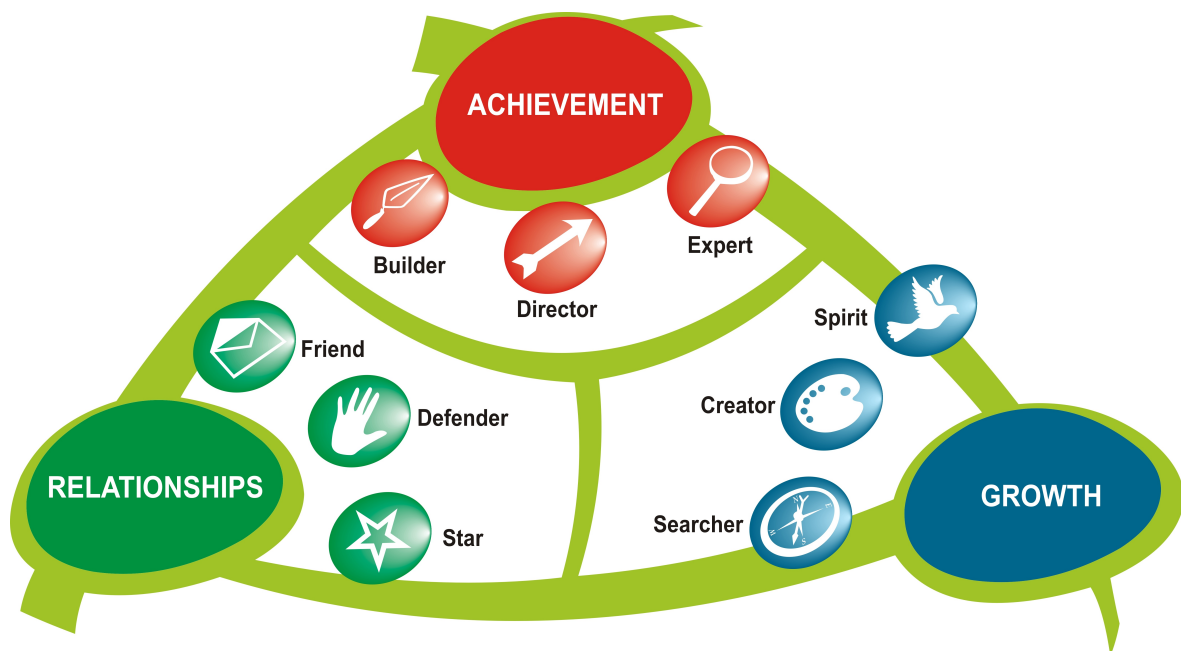 ACHIEVEMENT
Builder
Director
Expert
Friend
Defender
Star
Spirit
Creator
Searcher
N
E
S
W
RELATIONSHIPS
GROWTH